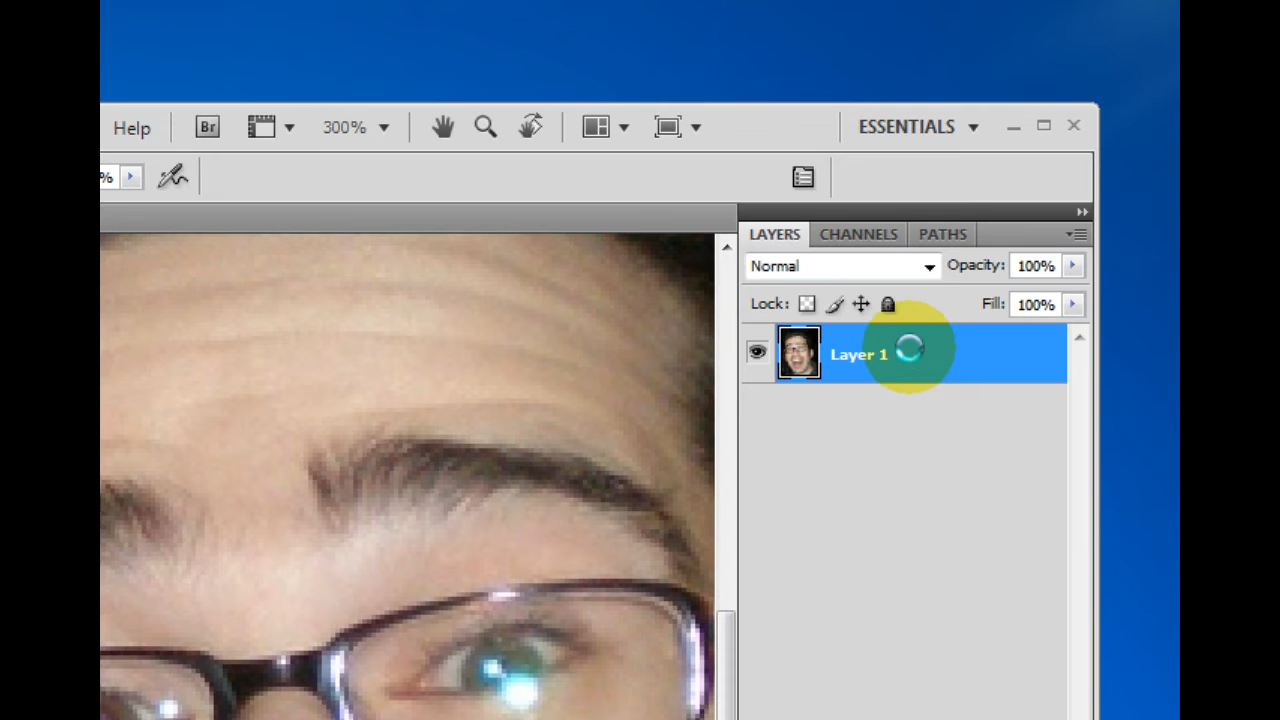 Help Br 300% ESSENTIALS
%
LAYERS CHANNELS PATHS
Normal Opacity: 100%
Lock: Fill: 100%
Layer 1